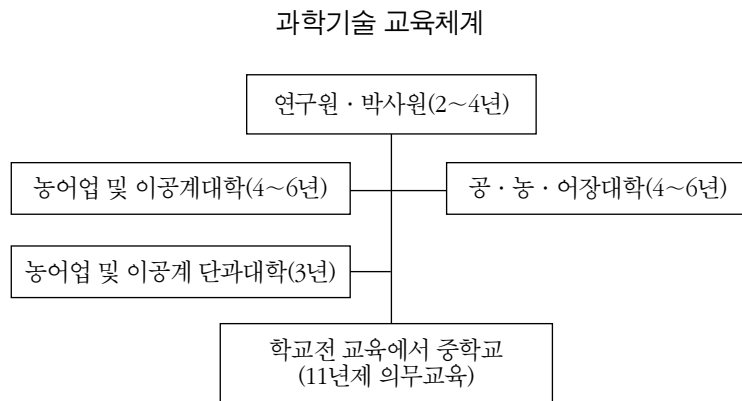 과학기술 교육체계
연구원 · 박사원(2~4년)
농어업 및 이공계대학(4~6년)
공 · 농 · 어장대학(4~6년)
농어업 및 이공계 단과대학(3년)
학교전 교육에서 중학교
(11년제 의무교육)